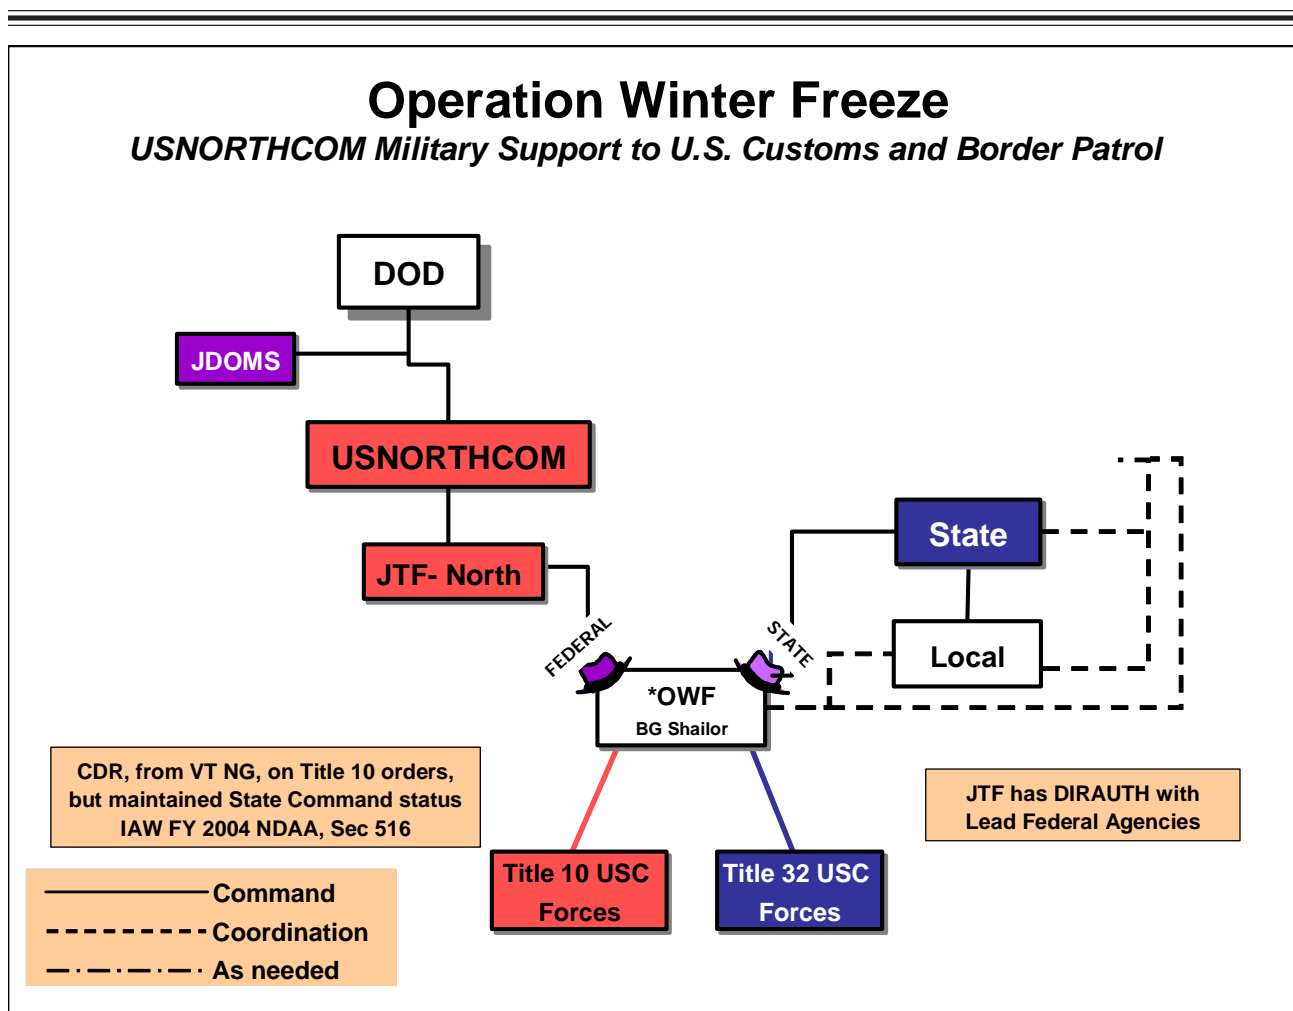 Operation Winter Freeze
USNORTHCOM Military Support to U.S. Customs and Border Patrol
DOD
JDOMS
USNORTHCOM
State
JTF- North
FEDERAL
STATE
Local
*OWF
BG Shailor
CDR, from VT NG, on Title 10 orders,
but maintained State Command status
IAW FY 2004 NDAA, Sec 516
JTF has DIRAUTH with
Lead Federal Agencies
Title 10 USC
Forces
Title 32 USC
Forces
Command
Coordination
As needed